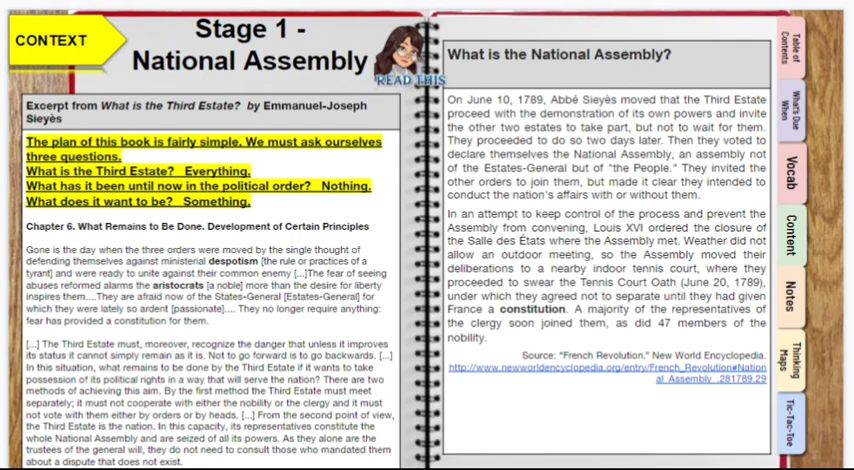 CONTEXT
Stage 1 -
National Assembly
READ THIS
Excerpt from What is the Third Estate? by Emmanuel-Joseph
Sieyès
The plan of this book is fairly simple. We must ask ourselves
three questions.
What is the Third Estate? Everything.
What has it been until now in the political order? Nothing.
What does it want to be? Something.
Chapter 6. What Remains to Be Done. Development of Certain Principles
Gone is the day when the three orders were moved by the single thought of
defending themselves against ministerial despotism [the rule or practices of a
tyrant] and were ready to unite against their common enemy [...]The fear of seeing
abuses reformed alarms the aristocrats [a noble] more than the desire for liberty
inspires them....They are afraid now of the States-General [Estates-General] for
which they were lately so ardent [passionate].... They no longer require anything:
fear has provided a constitution for them.
[...] The Third Estate must, moreover, recognize the danger that unless it improves
its status it cannot simply remain as it is. Not to go forward is to go backwards. [...]
In this situation, what remains to be done by the Third Estate if it wants to take
possession of its political rights in a way that will serve the nation? There are two
methods of achieving this aim. By the first method the Third Estate must meet
separately; it must not cooperate with either the nobility or the clergy and it must
not vote with them either by orders or by heads. [...] From the second point of view,
the Third Estate is the nation. In this capacity, its representatives constitute the
whole National Assembly and are seized of all its powers. As they alone are the
trustees of the general will, they do not need to consult those who mandated them
about a dispute that does not exist.
What is the National Assembly?
On June 10, 1789, Abbé Sieyès moved that the Third Estate
proceed with the demonstration of its own powers and invite
the other two estates to take part, but not to wait for them.
They proceeded to do so two days later. Then they voted to
declare themselves the National Assembly, an assembly not
of the Estates-General but of "the People." They invited the
other orders to join them, but made it clear they intended to
conduct the nation's affairs with or without them.
In an attempt to keep control of the process and prevent the
Assembly from convening, Louis XVI ordered the closure of
the Salle des États where the Assembly met. Weather did not
allow an outdoor meeting, so the Assembly moved their
deliberations to a nearby indoor tennis court, where they
proceeded to swear the Tennis Court Oath (June 20, 1789),
under which they agreed not to separate until they had given
France a constitution. A majority of the representatives of
the clergy soon joined them, as did 47 members of the
nobility.
Source: "French Revolution." New World Encyclopedia.
http://www.newworldencyclopedia.org/entry/French_Revolution#Nation
al_Assembly_.281789.29
Table of
Contents
What's Due
When
Vocab
Content
Notes
Thinking
Maps
Tic-Tac-Toe